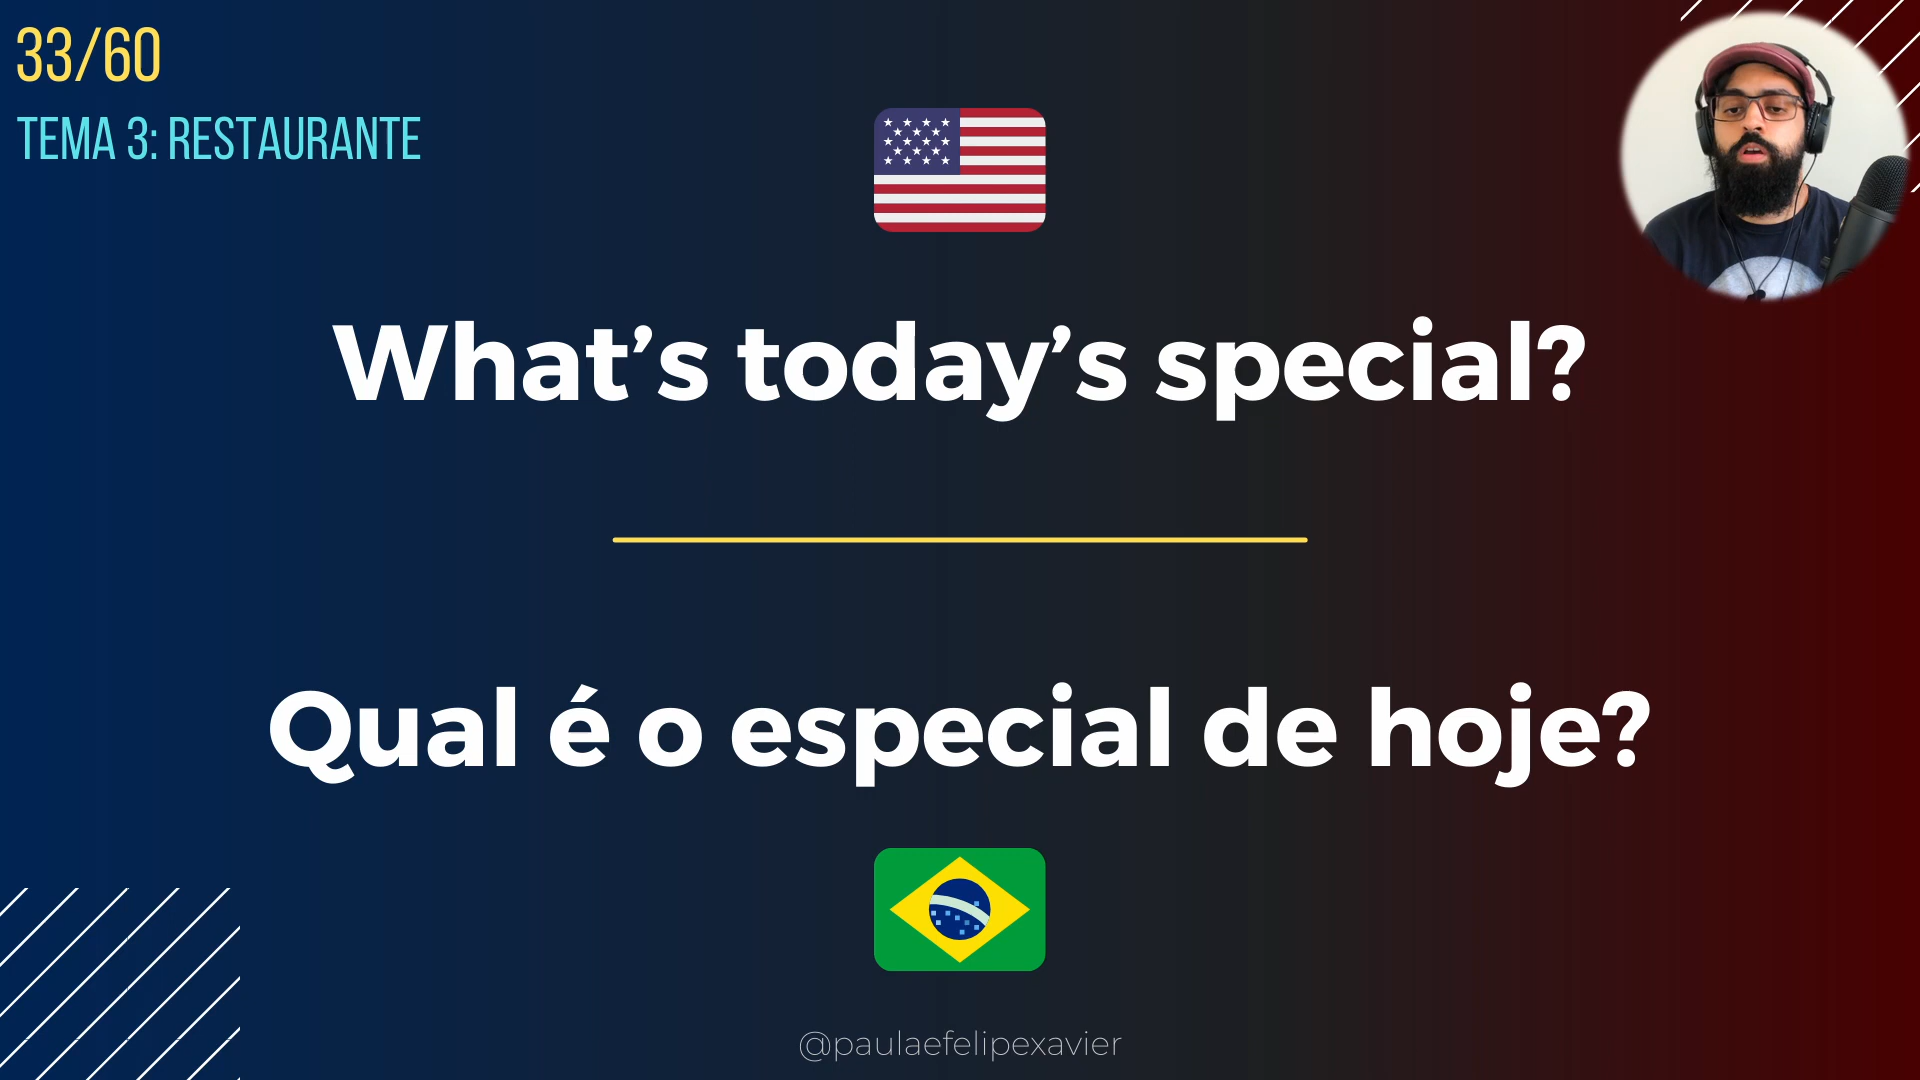 33/60
TEMA 3: RESTAURANTE
What’s today’s special?
Qual é o especial de hoje?
@paulaefelipexavier